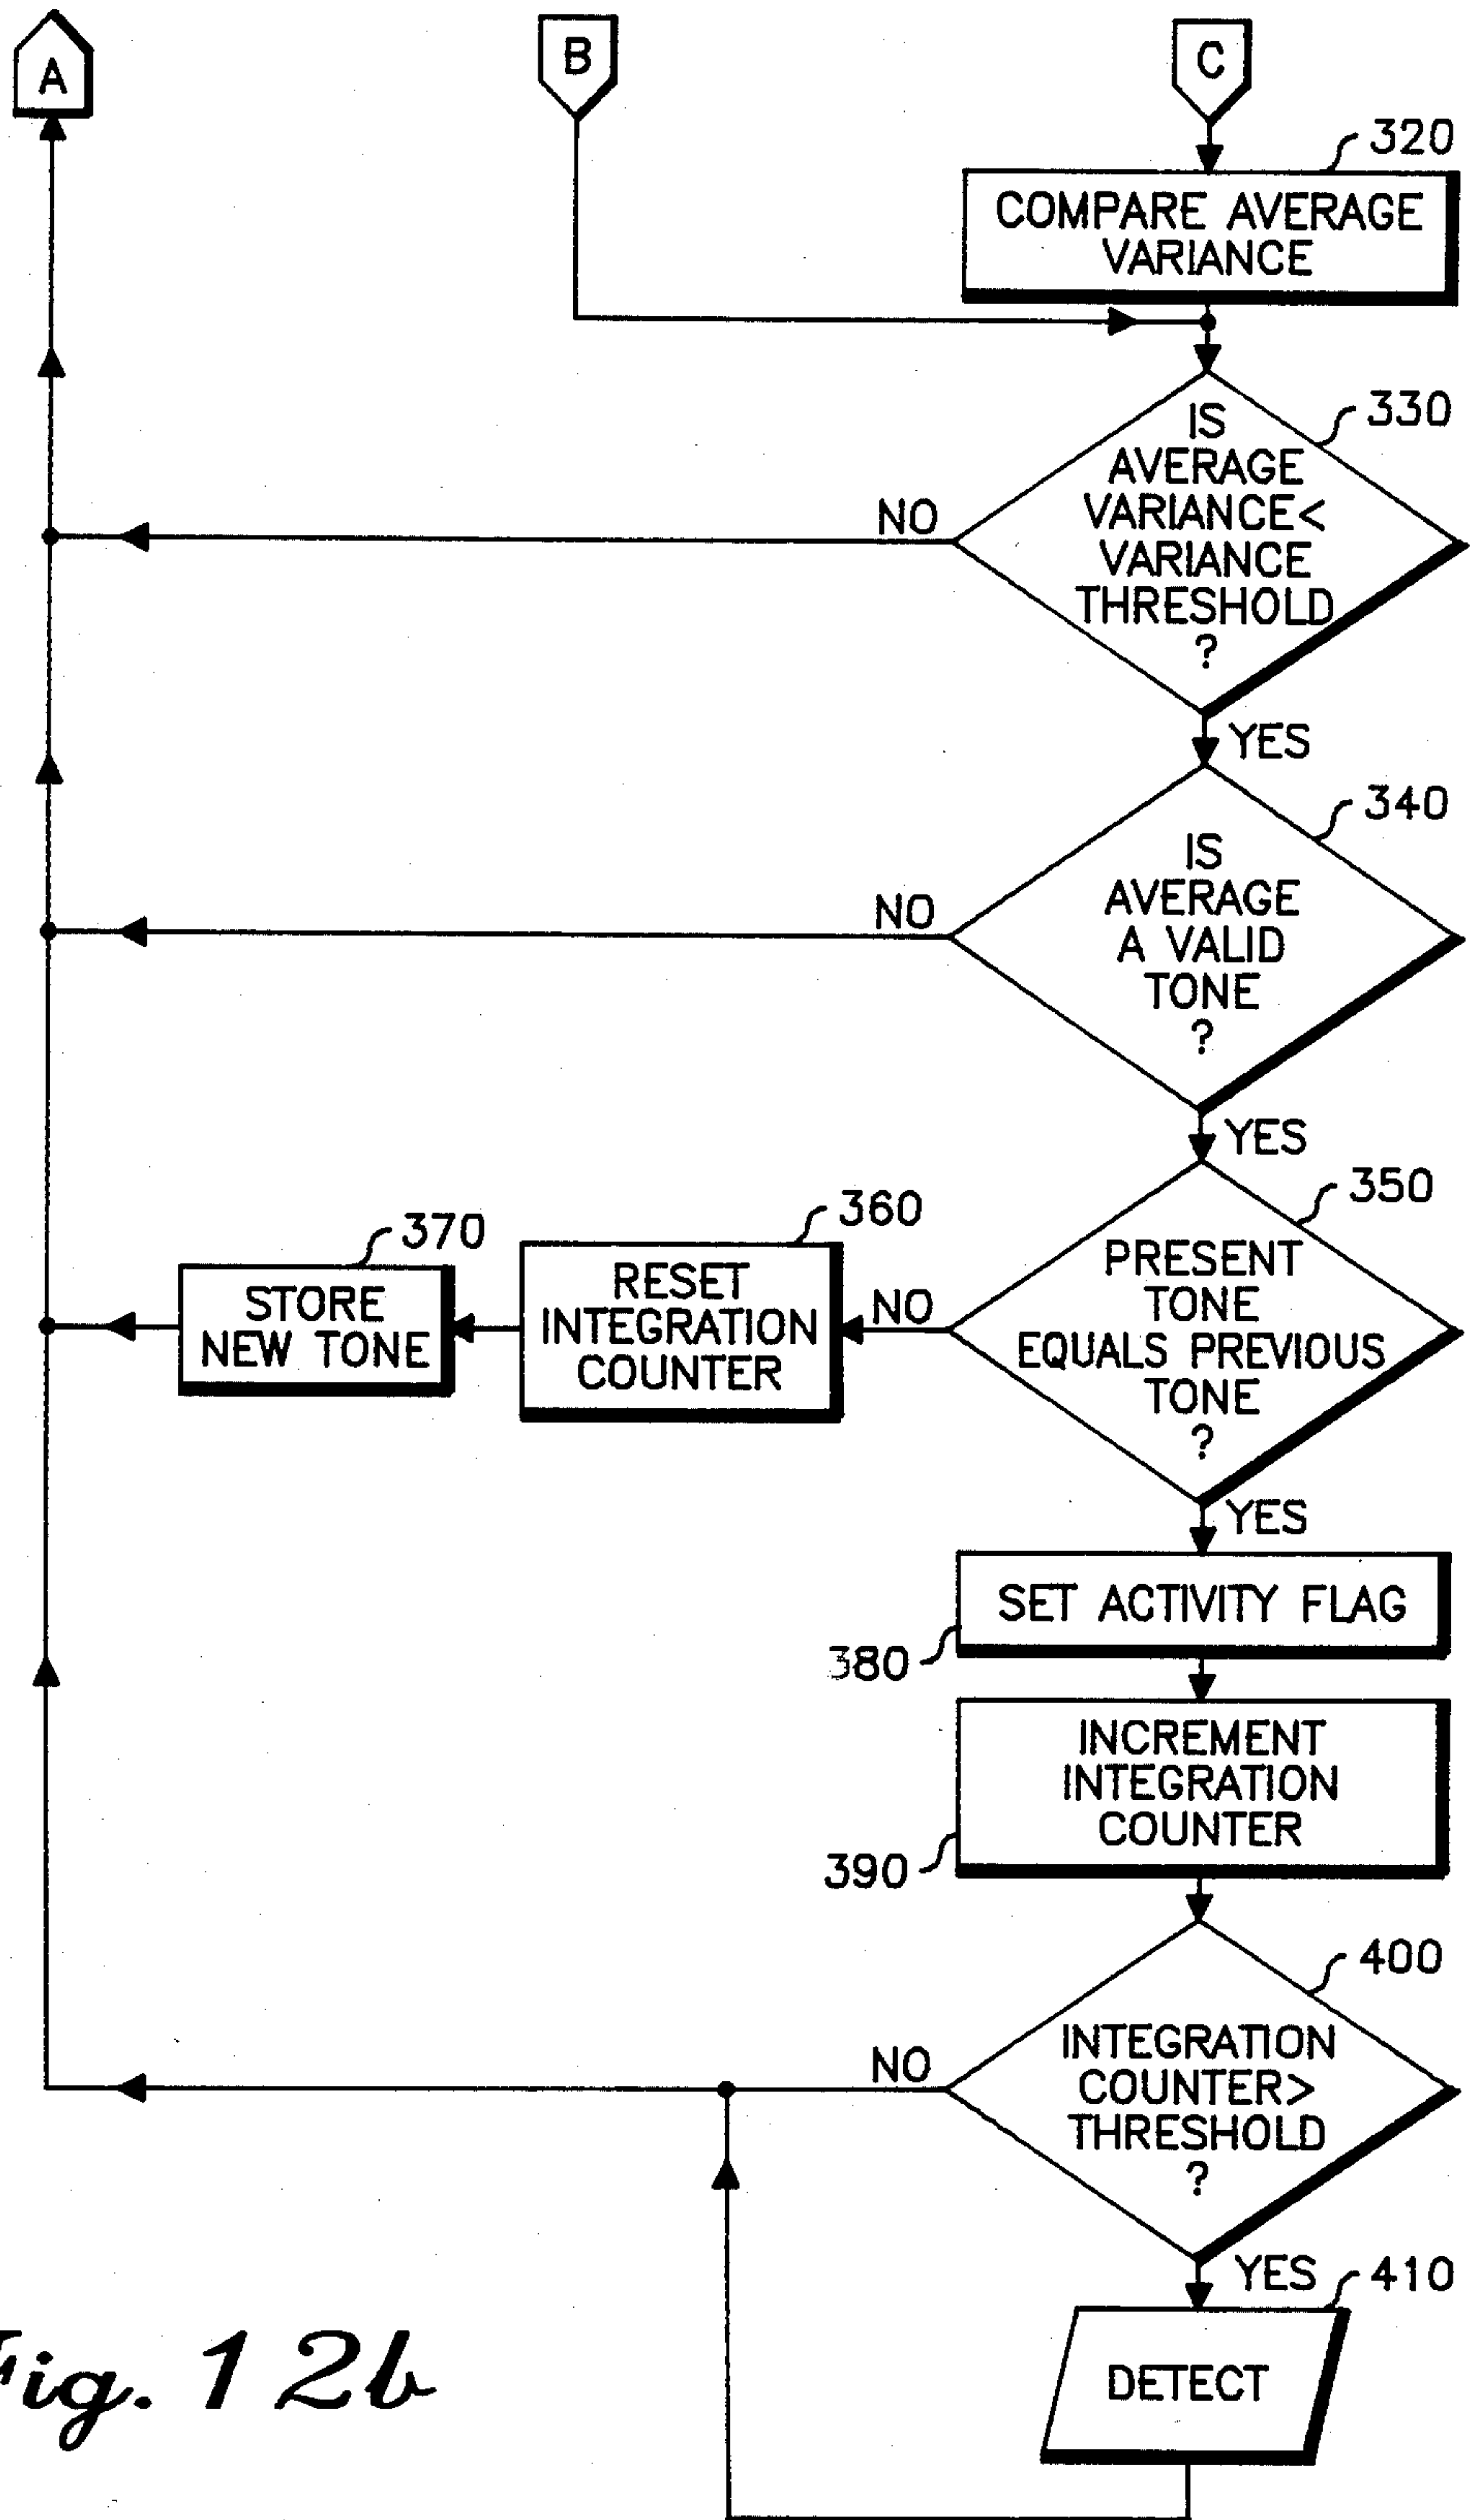 A
B
C
320
COMPARE AVERAGE
VARIANCE
330
IS
AVERAGE
VARIANCE<
VARIANCE
THRESHOLD
?
NO
YES
340
IS
AVERAGE
A VALID
TONE
?
NO
YES
350
PRESENT
TONE
EQUALS PREVIOUS
TONE
?
NO
360
RESET
INTEGRATION
COUNTER
370
STORE
NEW TONE
YES
SET ACTIVITY FLAG
380
INCREMENT
INTEGRATION
COUNTER
390
400
INTEGRATION
COUNTER>
THRESHOLD
?
NO
YES
410
DETECT
Fig. 12b